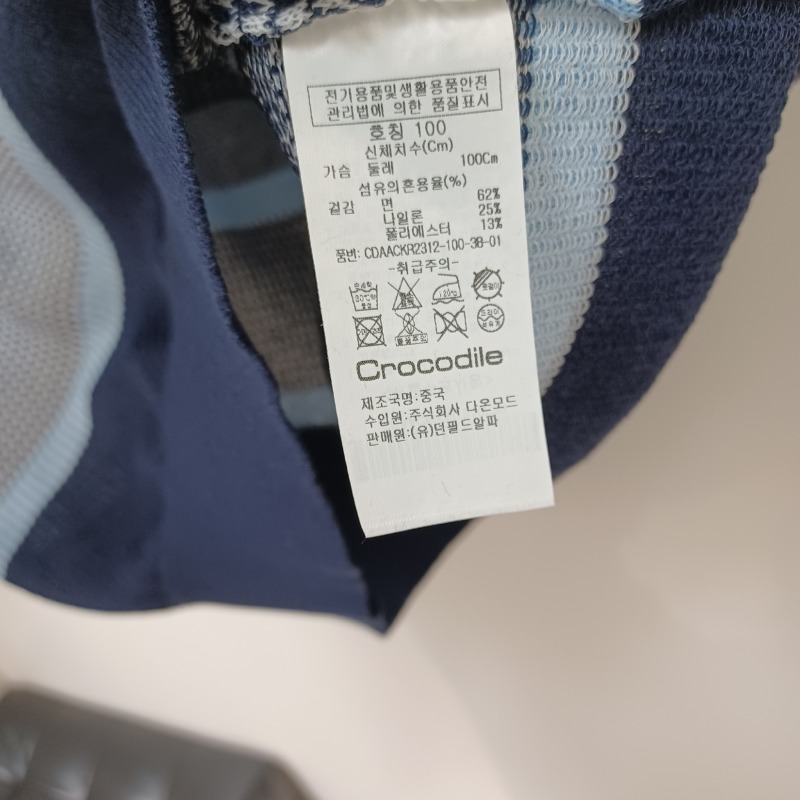 전기용품및생활용품안전
관리법에 의한 품질표시
호칭 100
신체치수(Cm)
가슴 둘레 100Cm
섬유의혼용율(%)
겉감 면 62%
나일론 25%
폴리에스터 13%
품번: CDAACKR2312-100-38-01
-취급주의-
Crocodile
제조국명:중국
수입원:주식회사 다온모드
판매원:(유)던필드알파